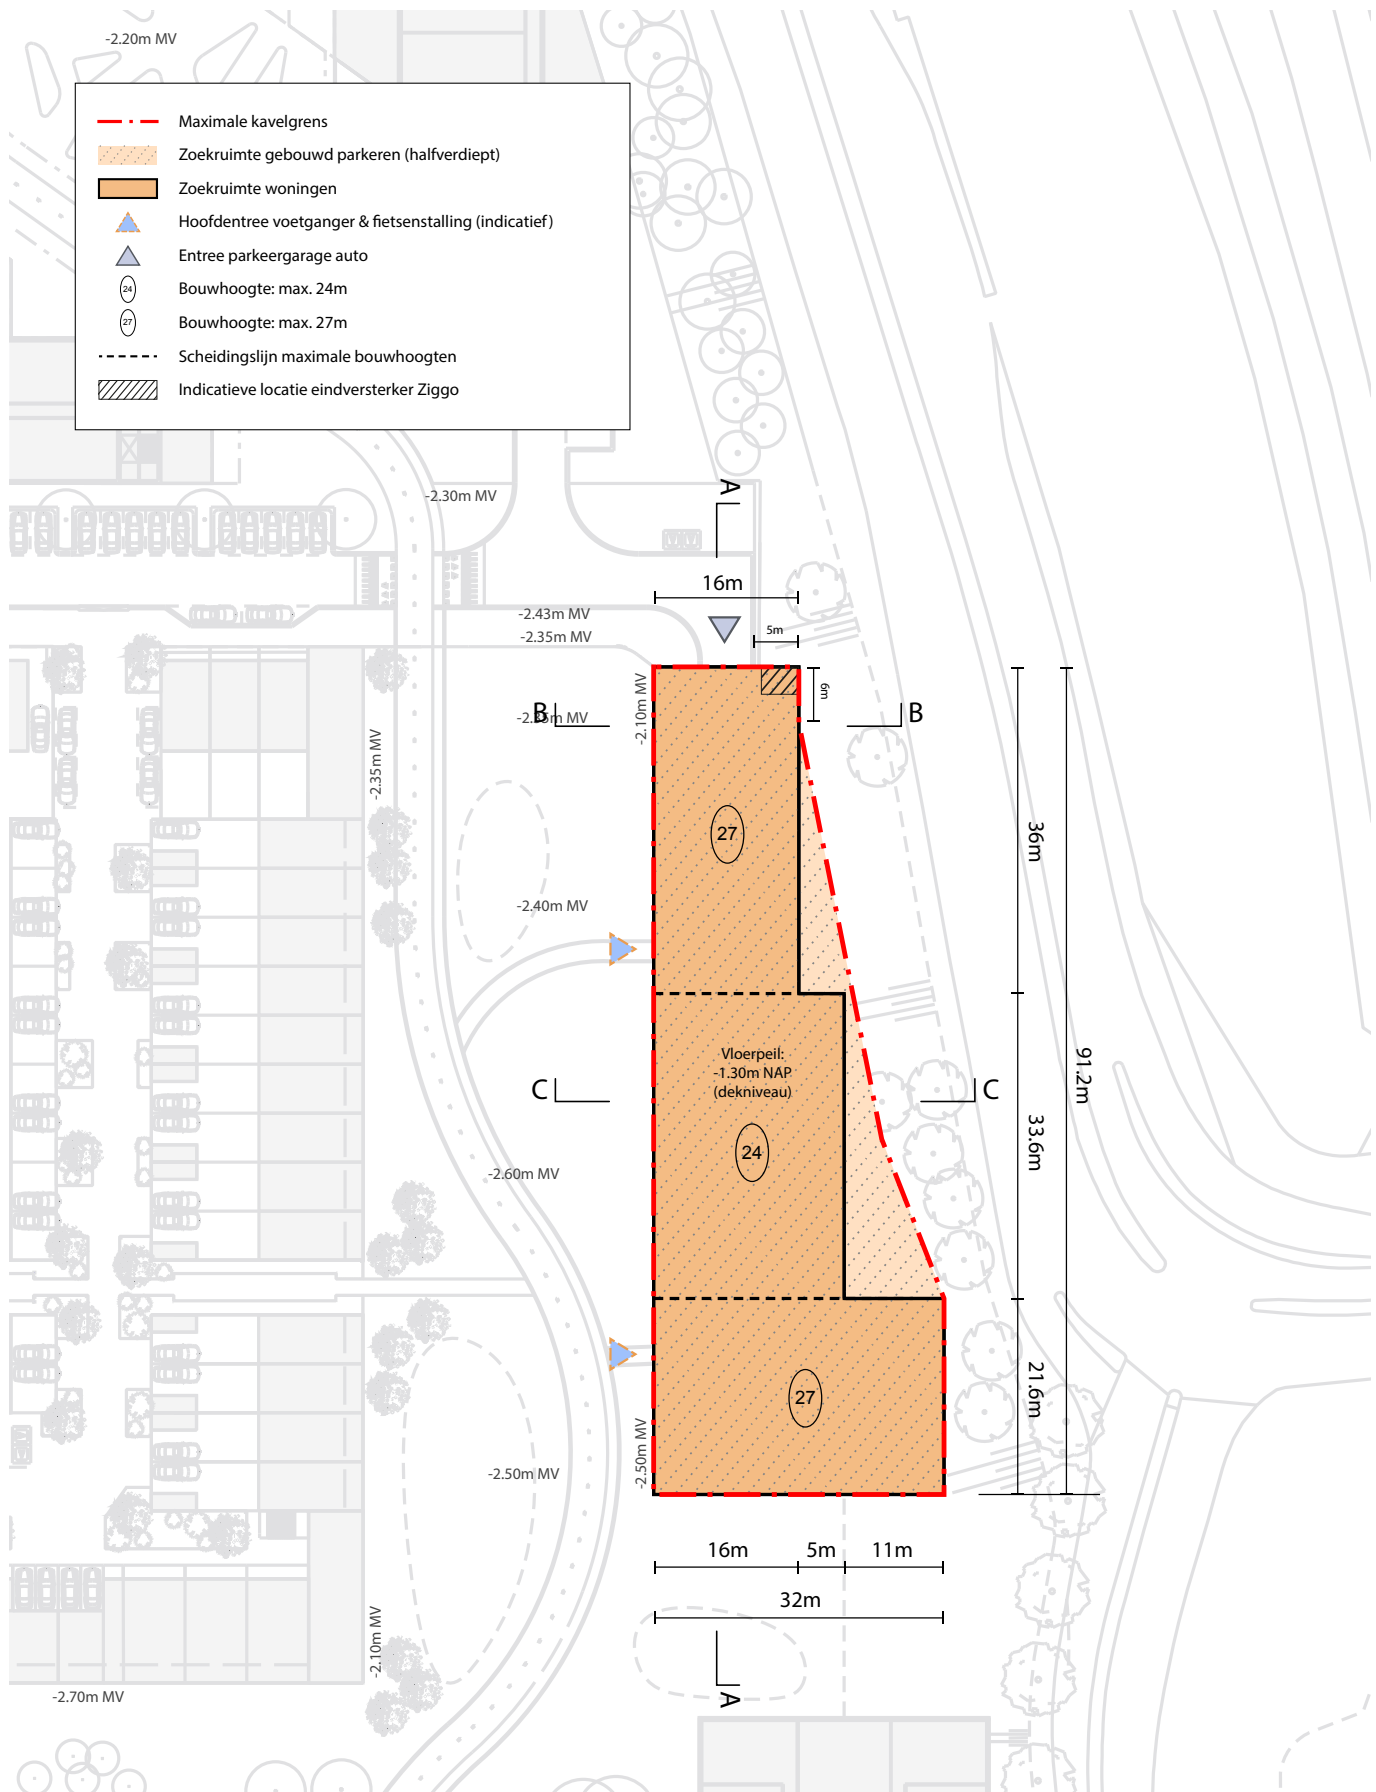 -2.20m MV
Maximale kavelgrens
Zoekruimte gebouwd parkeren (halfverdiept)
Zoekruimte woningen
Hoofdentree voetganger & fietsenstalling (indicatief)
Entree parkeergarage auto
24 Bouwhoogte: max. 24m
27 Bouwhoogte: max. 27m
Scheidingslijn maximale bouwhoogten
Indicatieve locatie eindversterker Ziggo
-2.30m MV
A
16m
-2.43m MV
-2.35m MV
5m
6m
-2.10m MV
B
-2.35m MV
B
-2.35m MV
27
36m
-2.40m MV
Vloerpeil:
-1.30m NAP
(dekniveau)
C
C
91.2m
24
33.6m
-2.60m MV
27
21.6m
-2.50m MV
-2.50m MV
16m
5m
11m
32m
-2.10m MV
A
-2.70m MV